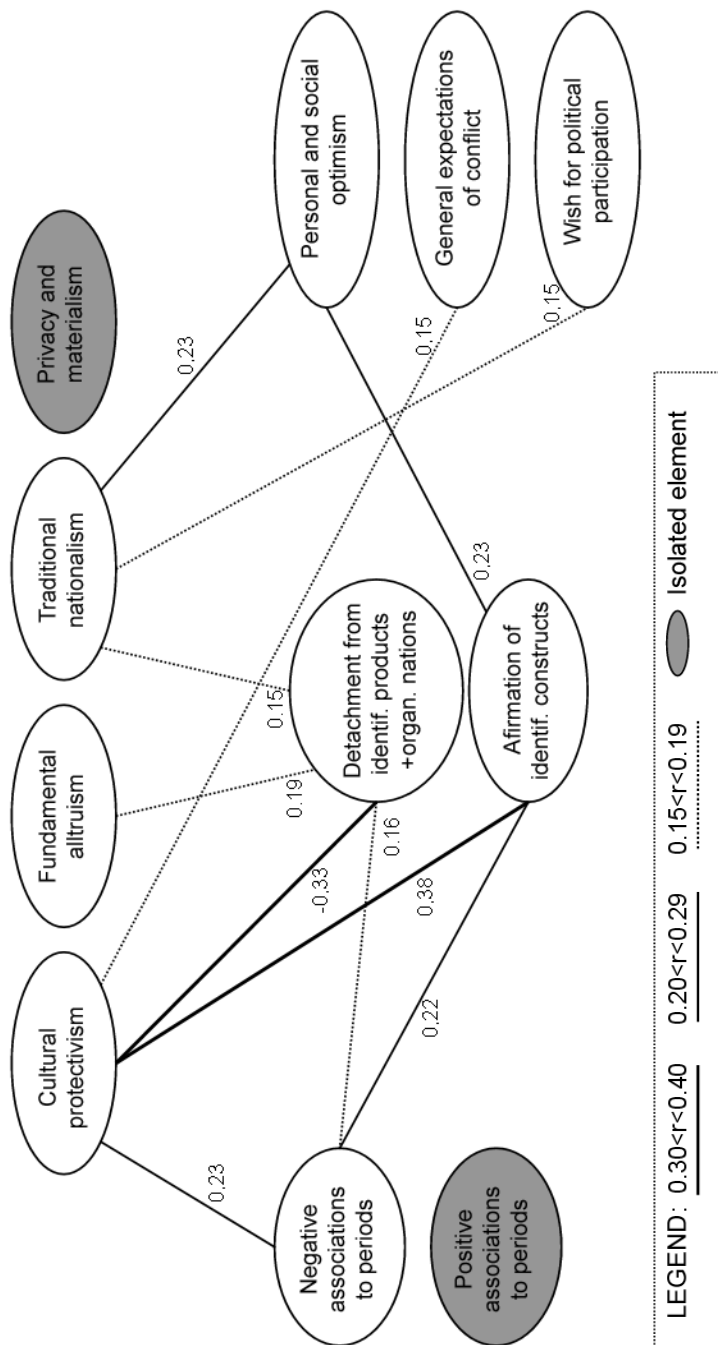 Cultural
protectivism
Fundamental
alltruism
Traditional
nationalism
Privacy and
materialism
0.23
-0.33
0.38
0.19
0.15
0.23
Negative
associations
to periods
0.16
0.22
Detachment from
identif. products
+organ. nations
Personal and social
optimism
0.15
General expectations
of conflict
Positive
associations
to periods
Afirmation of
identif. constructs
0.23
0.15
Wish for political
participation
LEGEND: 0.30<r<0.40 0.20<r<0.29 0.15<r<0.19 Isolated element